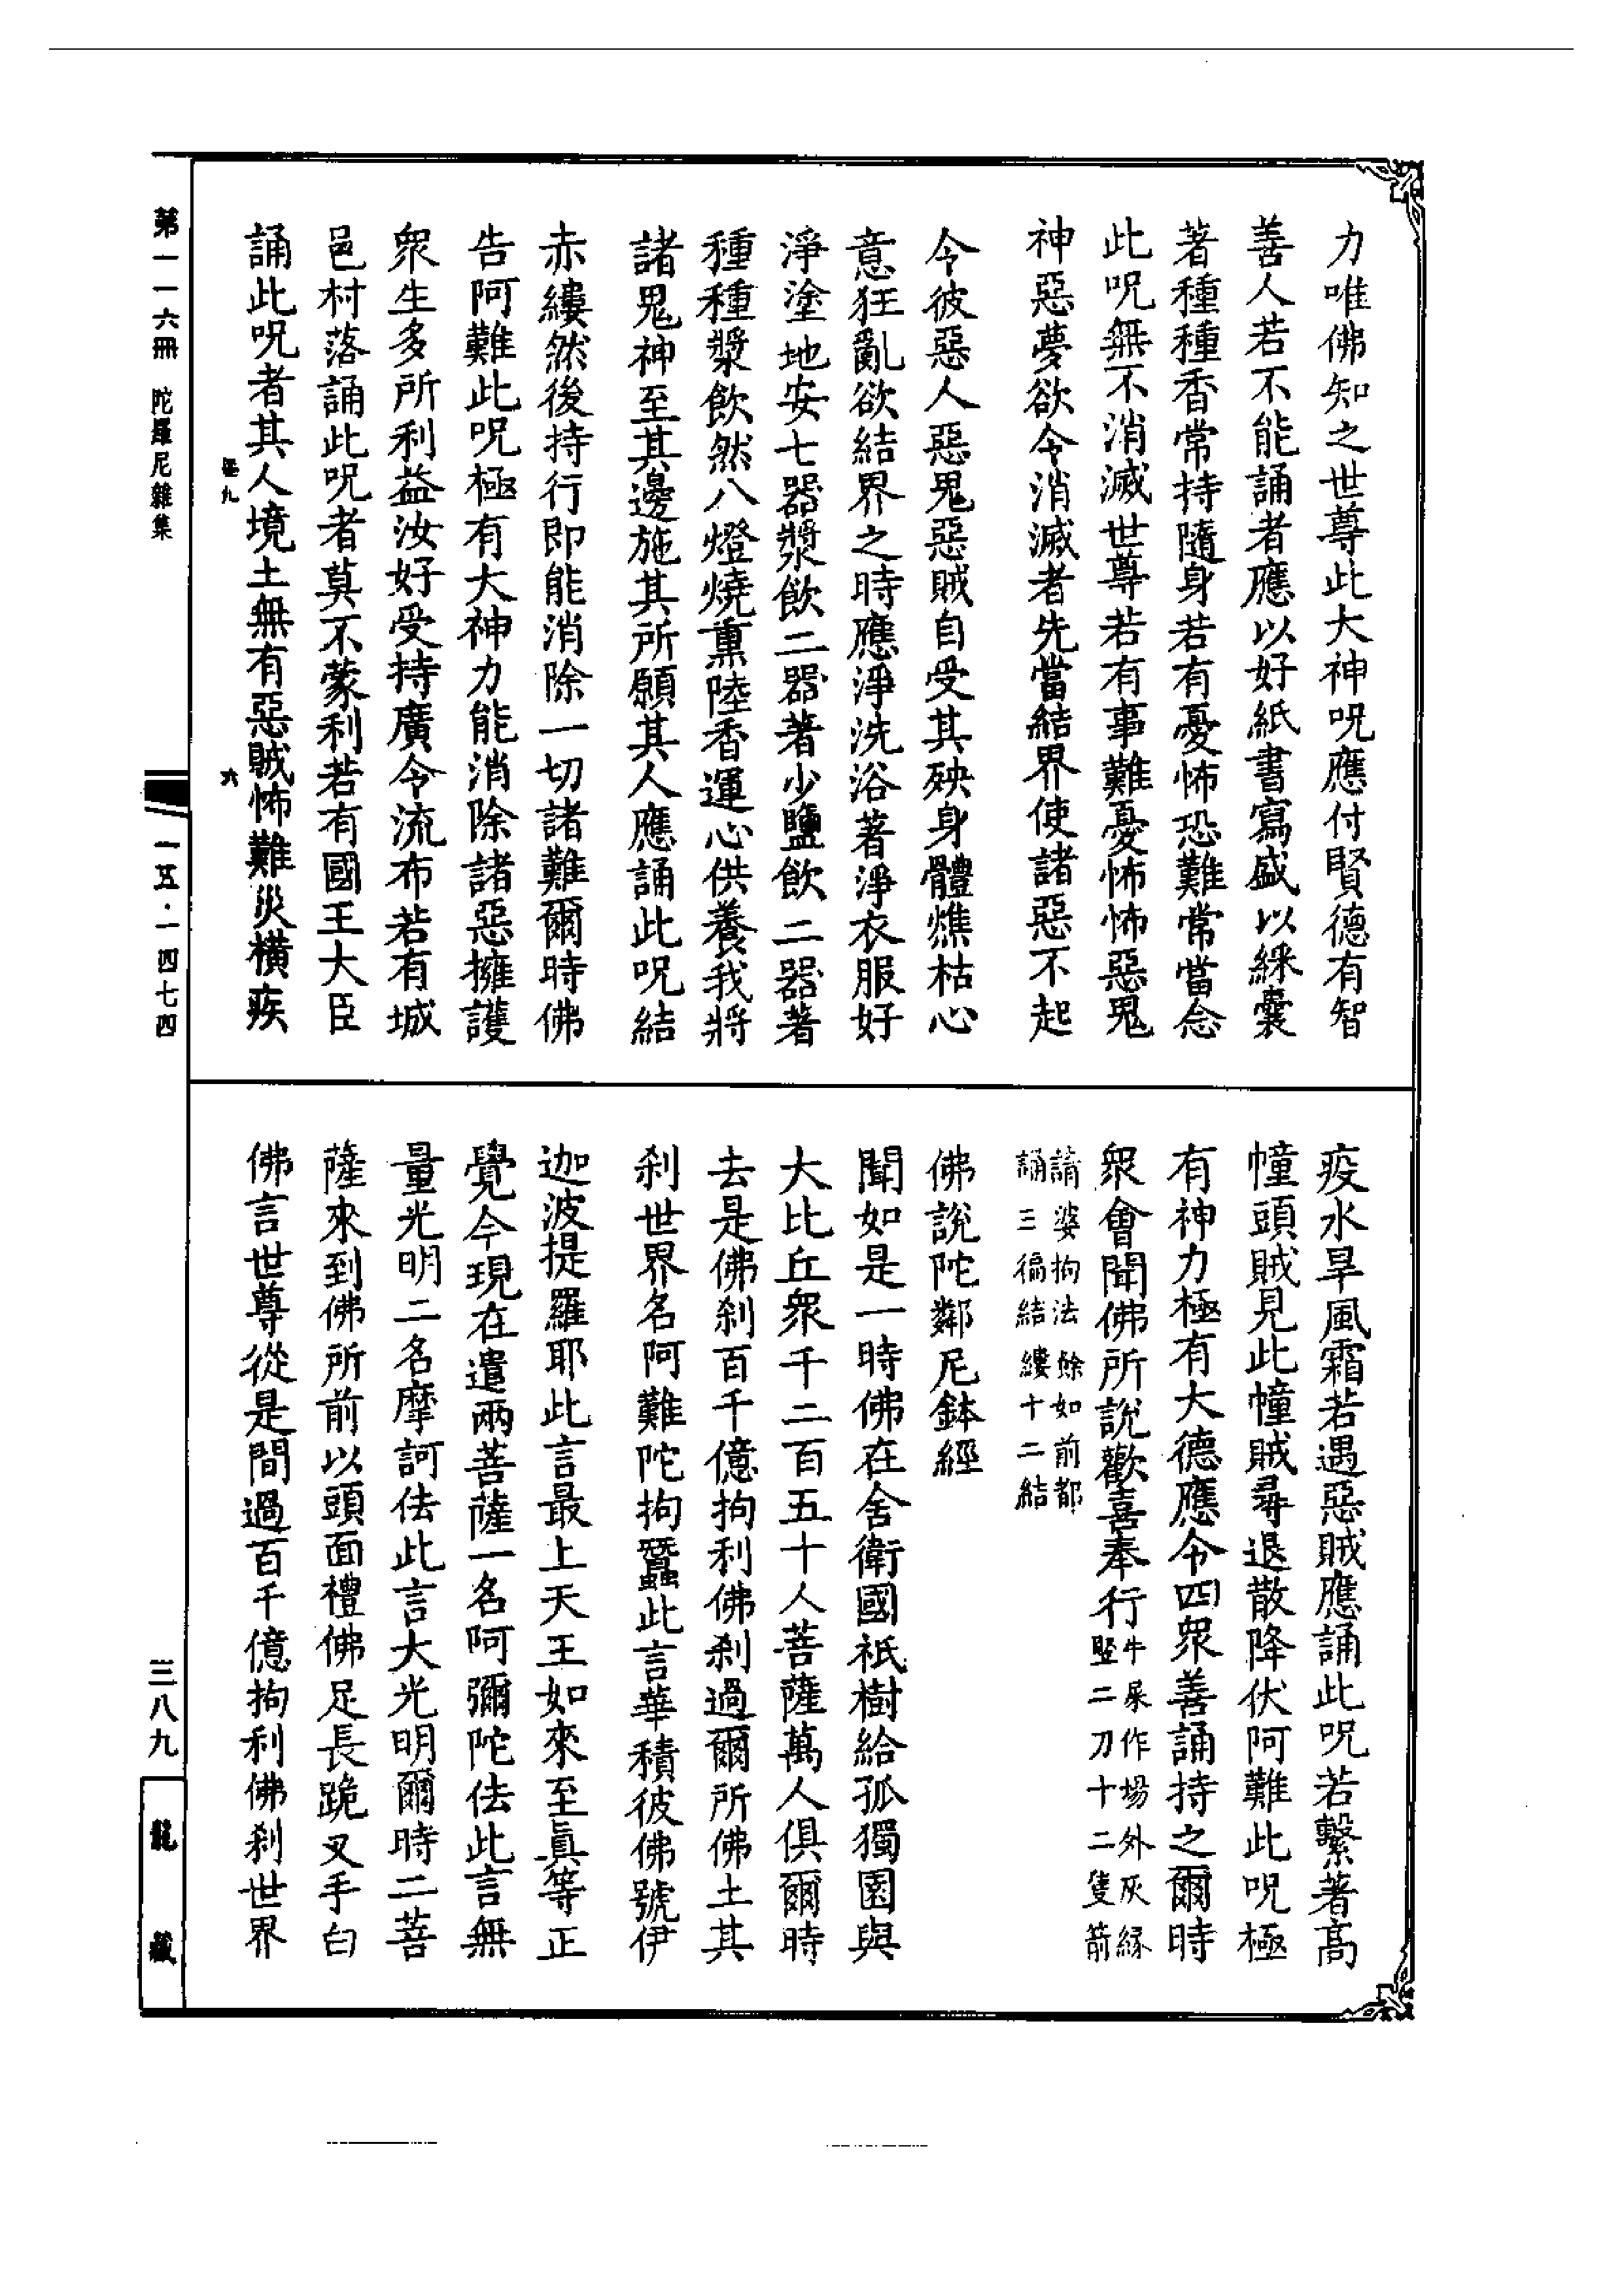 力唯佛知之世尊此大神呪應付賢德有智
善人若不能誦者應以好紙書寫盛以綵囊
著種種香常持隨身若有憂怖恐難常當念
此呪無不消滅世尊若有事難憂怖怖惡鬼
神惡夢欲令消滅者先當結界使諸惡不起
令彼惡人惡鬼惡賊自受其殃身體燋枯心
意狂亂欲結界之時應淨洗浴著淨衣服好
淨塗地安七器漿飲二器著少鹽飲二器著
種種漿飲然八燈燒熏陸香運心供養我將
諸鬼神至其邊施其所願其人應誦此呪結
赤縷然後持行即能消除一切諸難爾時佛
告阿難此呪極有大神力能消除諸惡擁護
眾生多所利益汝好受持廣令流布若有城
邑村落誦此呪者莫不蒙利若有國王大臣
誦此呪者其人境土無有惡賊怖難災橫疾
疫水旱風霜若遇惡賊應誦此呪若繫著高
幢頭賊見此幢賊尋退散降伏阿難此呪極
有神力極有大德應令四眾善誦持之爾時
眾會聞佛所說歡喜奉行牛屎作場外灰緣
豎二刀十二隻箭
請婆拘法餘如前都
誦三徧結縷十二結
佛說陀鄰尼鉢經
聞如是一時佛在舍衛國祇樹給孤獨園與
大比丘眾千二百五十人菩薩萬人俱爾時
去是佛剎百千億拘利佛剎過爾所佛土其
剎世界名阿難陀拘蠶此言華積彼佛號伊
迦波提羅耶此言最上天王如來至真等正
覺今現在遣兩菩薩一名阿彌陀佉此言無
量光明二名摩訶佉此言大光明爾時二菩
薩來到佛所前以頭面禮佛足長跪叉手白
佛言世尊從是間過百千億拘利佛剎世界
第一一六冊 陀羅尼雜集
卷九
六
一五·一四七四
三八九
龍藏